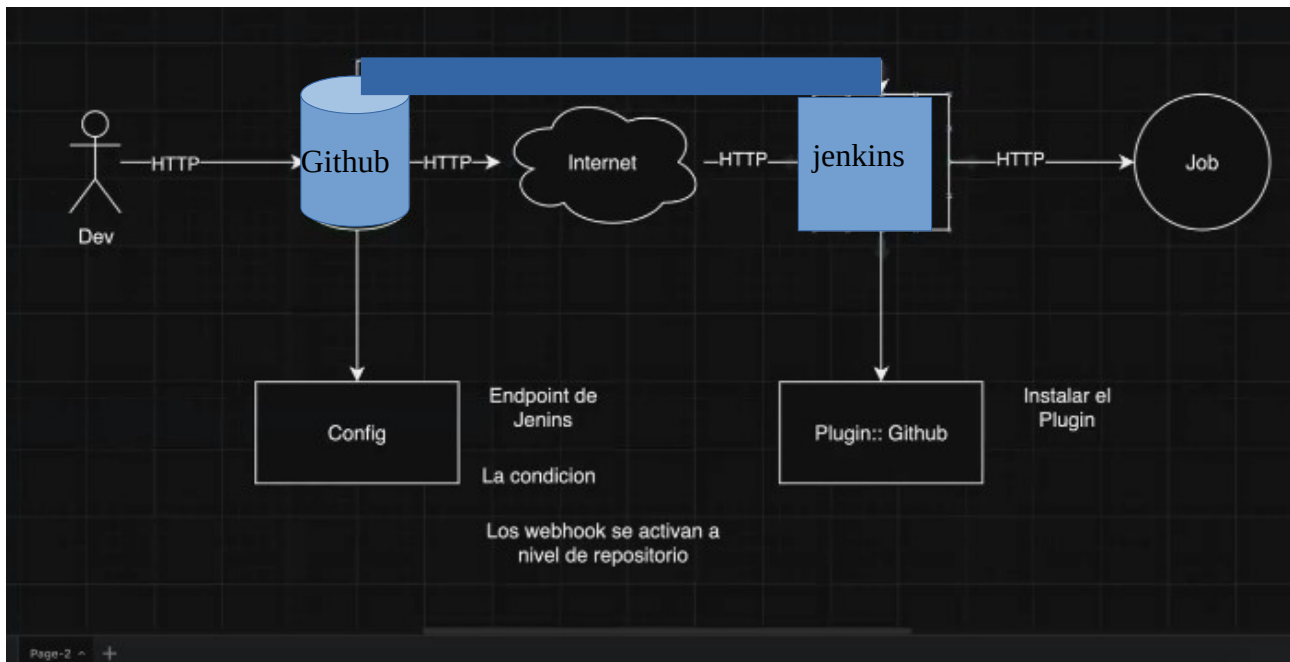 HTTP
Github
HTTP
Internet
HTTP
jenkins
HTTP
Job
Dev
Config
Endpoint de
Jenins
La condicion
Los webhook se activan a
nivel de repositorio
Plugin:: Github
Instalar el
Plugin
Page-2